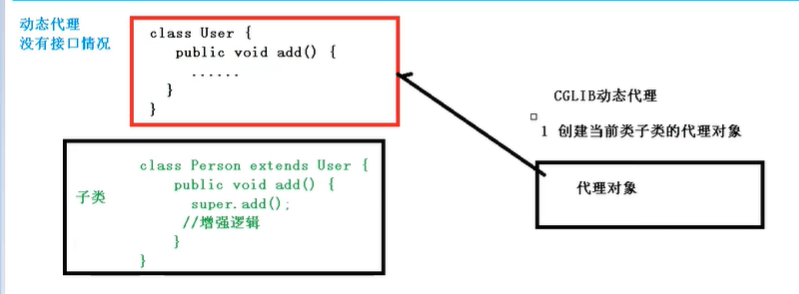 动态代理
没有接口情况
class User {
public void add() {
......
}
}
子类
class Person extends User {
public void add() {
super.add();
//增强逻辑
}
}
CGLIB动态代理
1 创建当前类子类的代理对象
代理对象